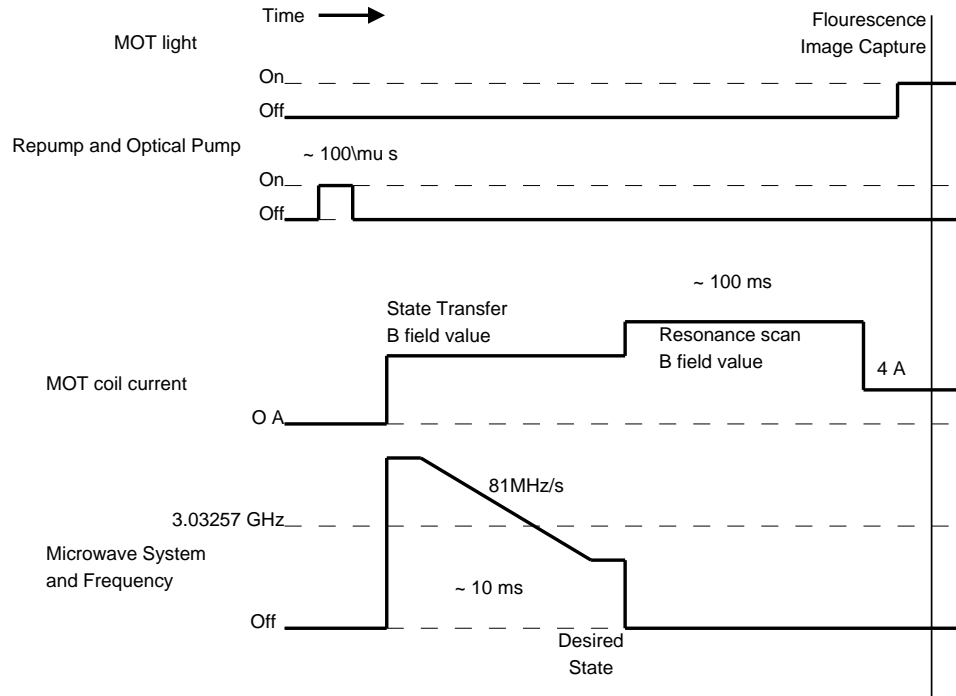 Time
MOT light
Flourescence
Image Capture
On
Off
Repump and Optical Pump
~ 100\mu s
On
Off
~ 100 ms
State Transfer
B field value
Resonance scan
B field value
4 A
MOT coil current
O A
81MHz/s
3.03257 GHz
Microwave System
and Frequency
~ 10 ms
Off
Desired
State